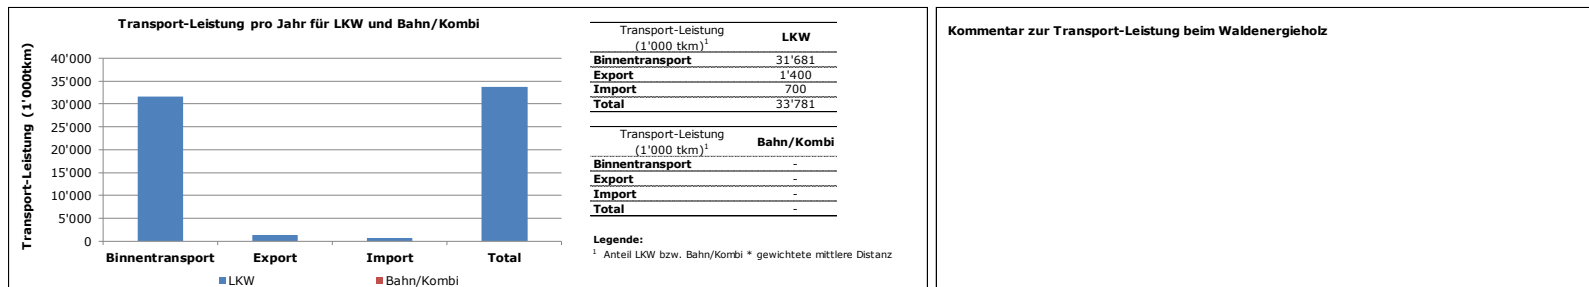 Transport-Leistung pro Jahr für LKW und Bahn/Kombi
Transport-Leistung (1'000tkm)
40'000
35'000
30'000
25'000
20'000
15'000
10'000
5'000
0
Binnentransport Export Import Total
LKW Bahn/Kombi
Transport-Leistung
(1'000 tkm)¹ LKW
Binnentransport 31'681
Export 1'400
Import 700
Total 33'781
Transport-Leistung
(1'000 tkm)¹ Bahn/Kombi
Binnentransport -
Export -
Import -
Total -
Legende:
¹ Anteil LKW bzw. Bahn/Kombi * gewichtete mittlere Distanz
Kommentar zur Transport-Leistung beim Waldenergieholz